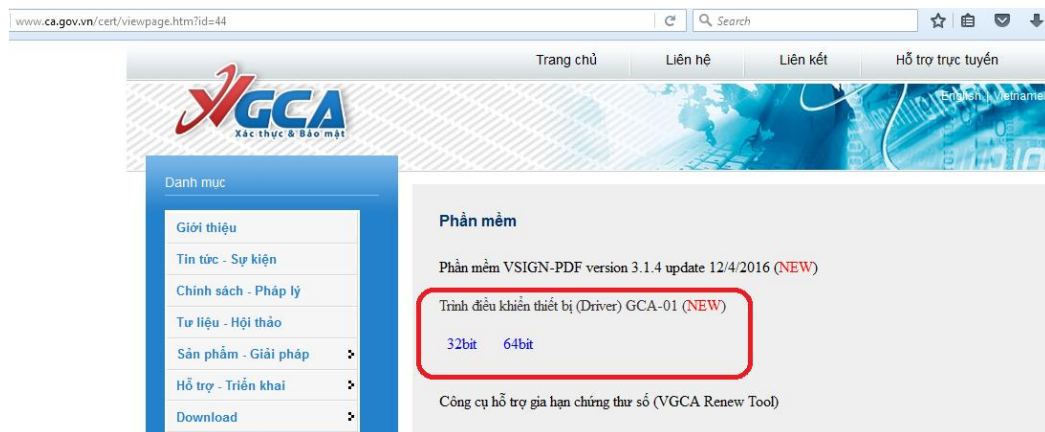 www.ca.gov.vn/cert/viewpage.htm?id=44
Search
Trang chủ Liên hệ Liên kết Hỗ trợ trực tuyến
English | Vietname
VGCA
Xác thực & Bảo mật
Danh mục
Giới thiệu
Tin tức - Sự kiện
Chính sách - Pháp lý
Tư liệu - Hội thảo
Sản phẩm - Giải pháp
Hỗ trợ - Triển khai
Download
Phần mềm
Phần mềm VSIGN-PDF version 3.1.4 update 12/4/2016 (NEW)
Trình điều khiển thiết bị (Driver) GCA-01 (NEW)
32bit 64bit
Công cụ hỗ trợ gia hạn chứng thư số (VGCA Renew Tool)